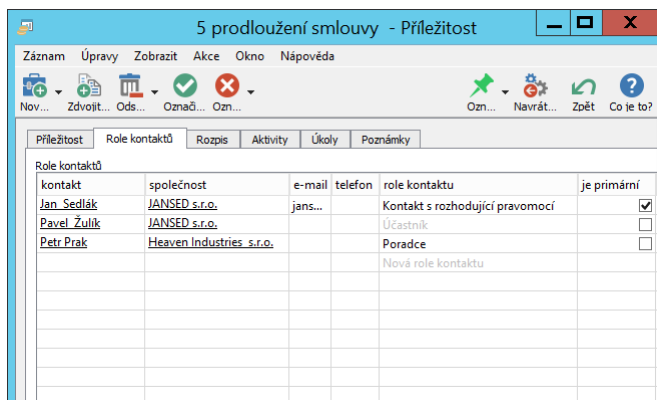 5 prodloužení smlouvy - Příležitost
Záznam Úpravy Zobrazit Akce Okno Nápověda
Nov... Zdvojit... Ods... Označi... Ozn... Ozn... Navrát... Zpět Co je to?
Příležitost Role kontaktů Rozpis Aktivity Úkoly Poznámky
Role kontaktů
kontakt společnost e-mail telefon role kontaktu je primární
Jan Sedlák JANSED s.r.o. jans... Kontakt s rozhodující pravomocí
Pavel Žulík JANSED s.r.o. Účastník
Petr Prak Heaven Industries s.r.o. Poradce
Nová role kontaktu